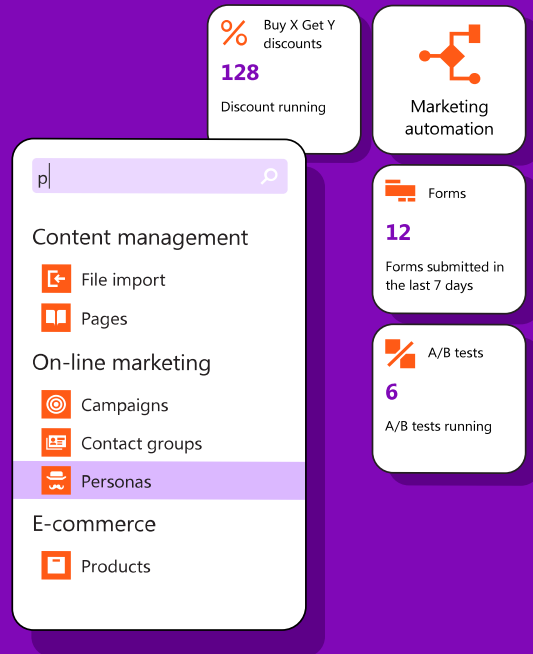 Buy X Get Y
discounts
128
Discount running
Marketing
automation
Forms
12
Forms submitted in
the last 7 days
A/B tests
6
A/B tests running
p
Content management
File import
Pages
On-line marketing
Campaigns
Contact groups
Personas
E-commerce
Products